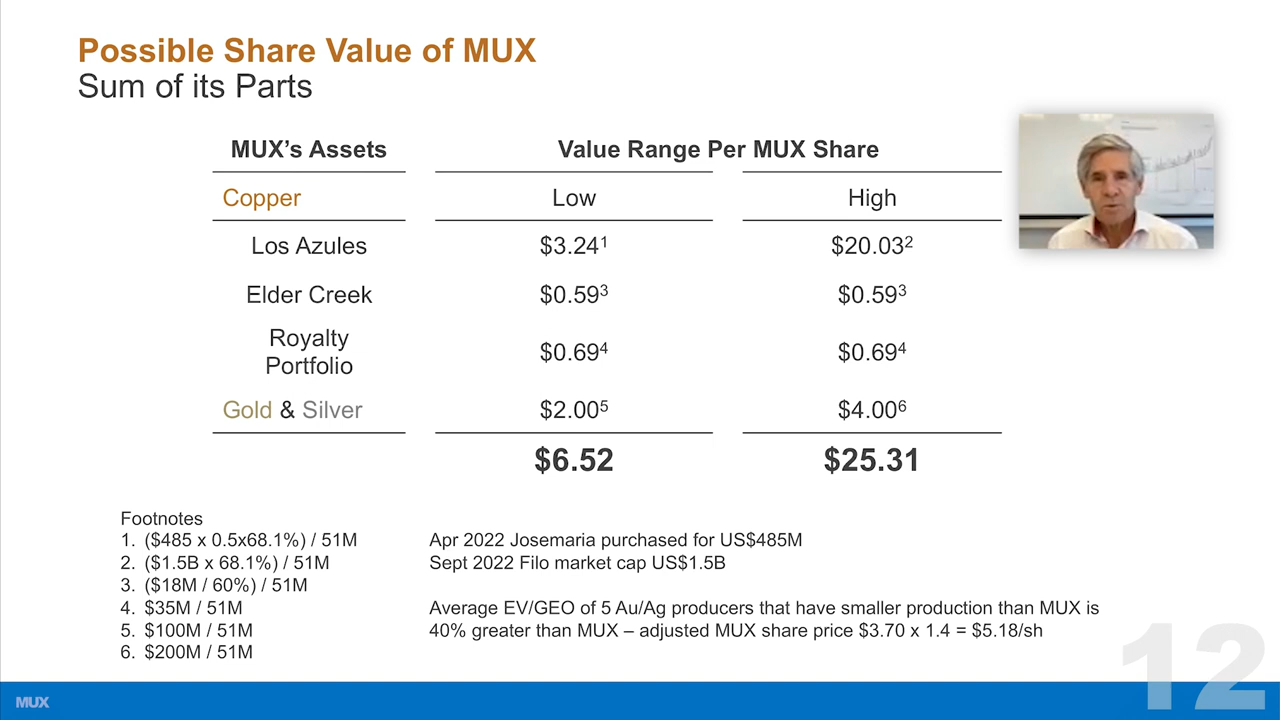 Possible Share Value of MUX
Sum of its Parts
MUX's Assets Value Range Per MUX Share
Copper Low High
Los Azules $3.24¹ $20.03²
Elder Creek $0.59³ $0.59³
Royalty
Portfolio $0.69⁴ $0.69⁴
Gold & Silver $2.00⁵ $4.00⁶
$6.52 $25.31
Footnotes
1. ($485 x 0.5x68.1%) / 51M Apr 2022 Josemaria purchased for US$485M
2. ($1.5B x 68.1%) / 51M Sept 2022 Filo market cap US$1.5B
3. ($18M / 60%) / 51M
4. $35M / 51M Average EV/GEO of 5 Au/Ag producers that have smaller production than MUX is
5. $100M / 51M 40% greater than MUX – adjusted MUX share price $3.70 x 1.4 = $5.18/sh
6. $200M / 51M
12
MUX